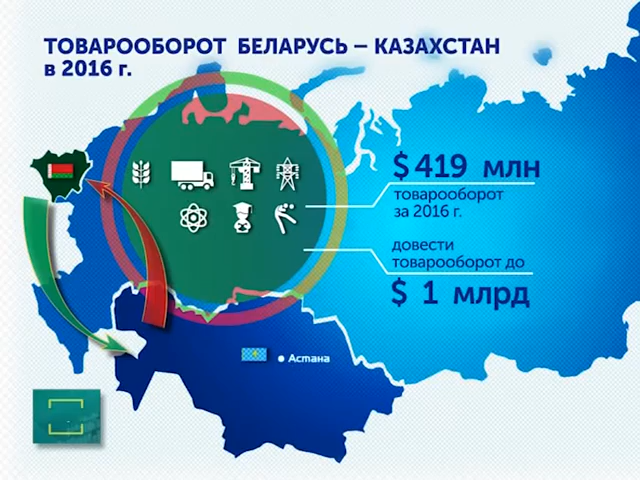 ТОВАРООБОРОТ БЕЛАРУСЬ – КАЗАХСТАН
в 2016 г.
$ 419 млн
товарооборот
за 2016 г.
довести
товарооборот до
$ 1 млрд
Астана